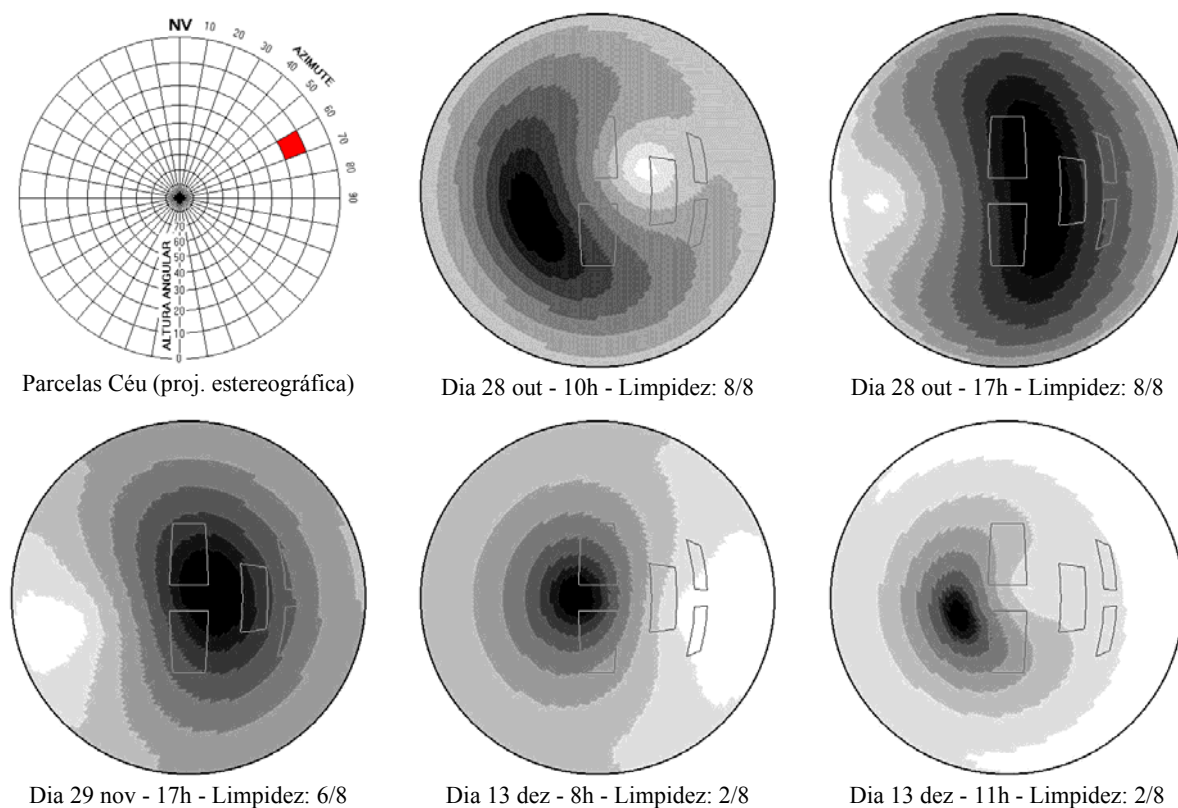 NV
10
20
30
40
50
60
70
80
90
AZIMUTE
70
60
50
40
30
20
10
0
ALTURA ANGULAR
Parcelas Céu (proj. estereográfica)
Dia 28 out - 10h - Limpidez: 8/8
Dia 28 out - 17h - Limpidez: 8/8
Dia 29 nov - 17h - Limpidez: 6/8
Dia 13 dez - 8h - Limpidez: 2/8
Dia 13 dez - 11h - Limpidez: 2/8